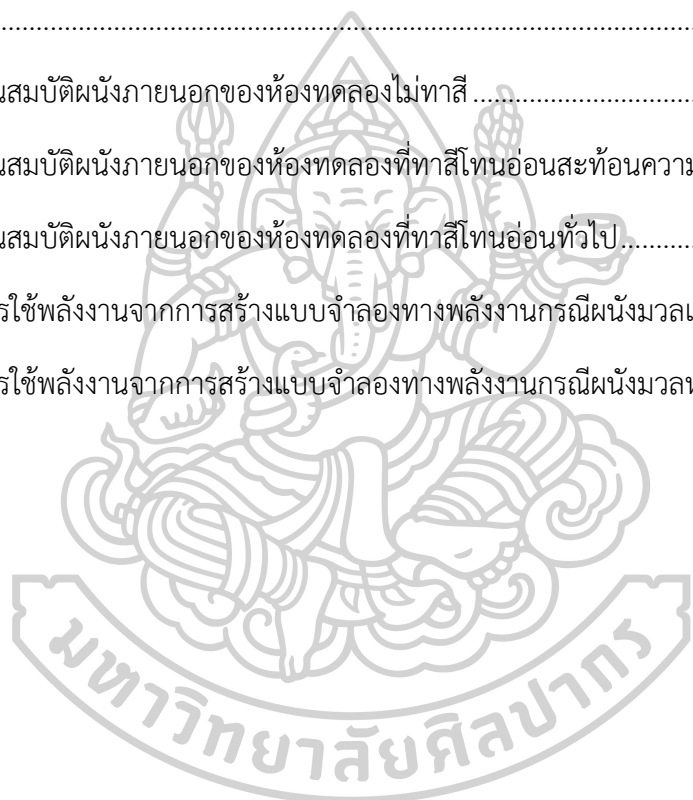 ....................................................................................................
นสมบัติผนังภายนอกของห้องทดลองไม่ทาสี ................................
นสมบัติผนังภายนอกของห้องทดลองที่ทาสีโทนอ่อนสะท้อนควา
นสมบัติผนังภายนอกของห้องทดลองที่ทาสีโทนอ่อนทั่วไป ............
รใช้พลังงานจากการสร้างแบบจำลองทางพลังงานกรณีผนังมวล
รใช้พลังงานจากการสร้างแบบจำลองทางพลังงานกรณีผนังมวล
มหาวิทยาลัยศิลปากร